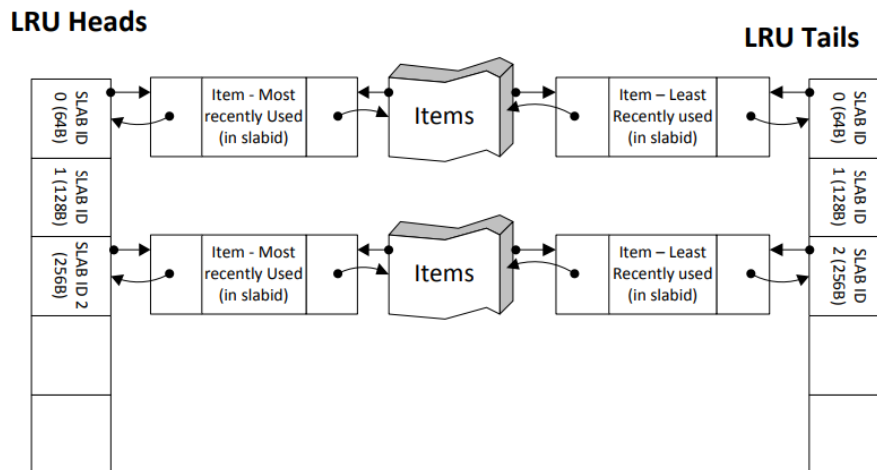 LRU Heads
LRU Tails
SLAB ID
0 (64B)
Item - Most
recently Used
(in slabid)
Items
Item – Least
Recently used
(in slabid)
SLAB ID
0 (64B)
SLAB ID
1 (128B)
SLAB ID
1 (128B)
SLAB ID 2
(256B)
Item - Most
recently Used
(in slabid)
Items
Item – Least
Recently used
(in slabid)
SLAB ID
2 (256B)